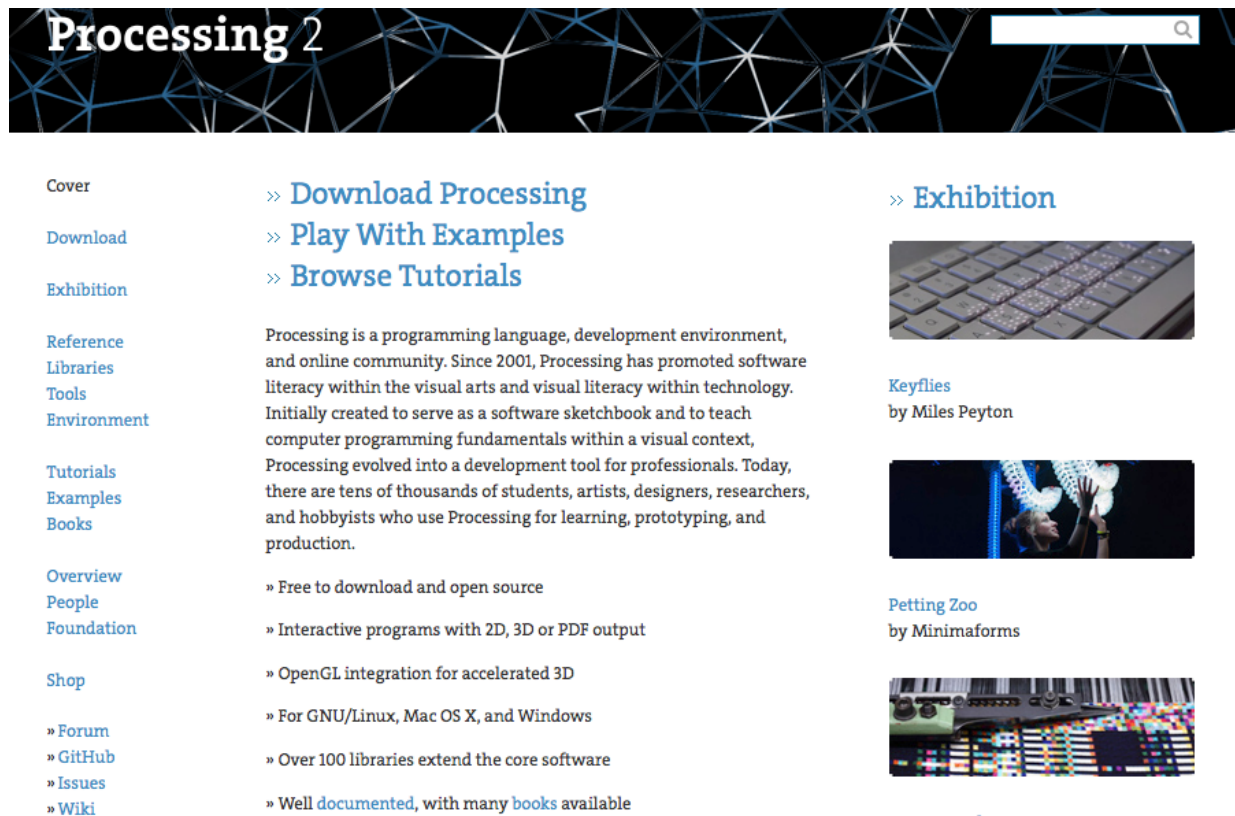 Processing 2
Cover
Download
Exhibition
Reference
Libraries
Tools
Environment
Tutorials
Examples
Books
Overview
People
Foundation
Shop
» Forum
» GitHub
» Issues
» Wiki
» Download Processing
» Play With Examples
» Browse Tutorials
Processing is a programming language, development environment,
and online community. Since 2001, Processing has promoted software
literacy within the visual arts and visual literacy within technology.
Initially created to serve as a software sketchbook and to teach
computer programming fundamentals within a visual context,
Processing evolved into a development tool for professionals. Today,
there are tens of thousands of students, artists, designers, researchers,
and hobbyists who use Processing for learning, prototyping, and
production.
» Free to download and open source
» Interactive programs with 2D, 3D or PDF output
» OpenGL integration for accelerated 3D
» For GNU/Linux, Mac OS X, and Windows
» Over 100 libraries extend the core software
» Well documented, with many books available
» Exhibition
Keyflies
by Miles Peyton
Petting Zoo
by Minimaforms